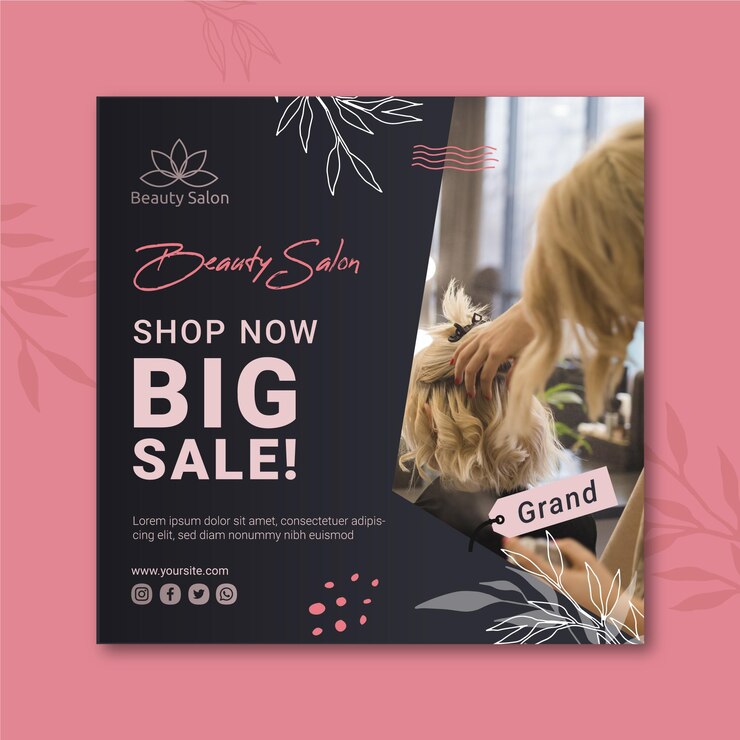 Beauty Salon
Beauty Salon
SHOP NOW
BIG
SALE!
Lorem ipsum dolor sit amet, consectetuer adipis-
cing elit, sed diam nonummy nibh euismod
www.yoursite.com
Grand